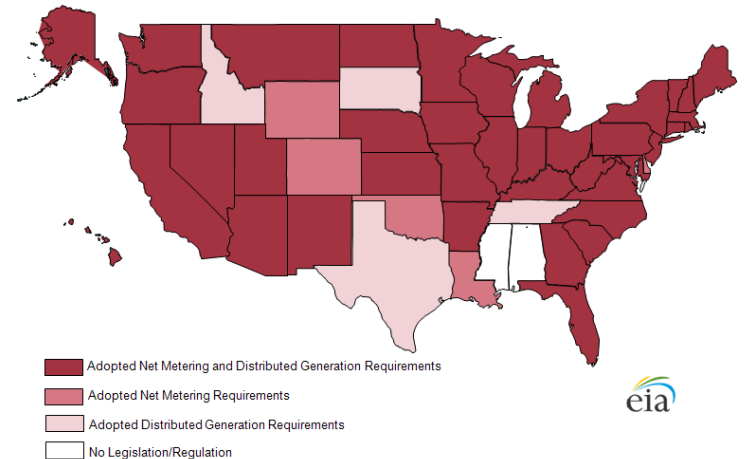 Adopted Net Metering and Distributed Generation Requirements
Adopted Net Metering Requirements
Adopted Distributed Generation Requirements
No Legislation/Regulation
eia